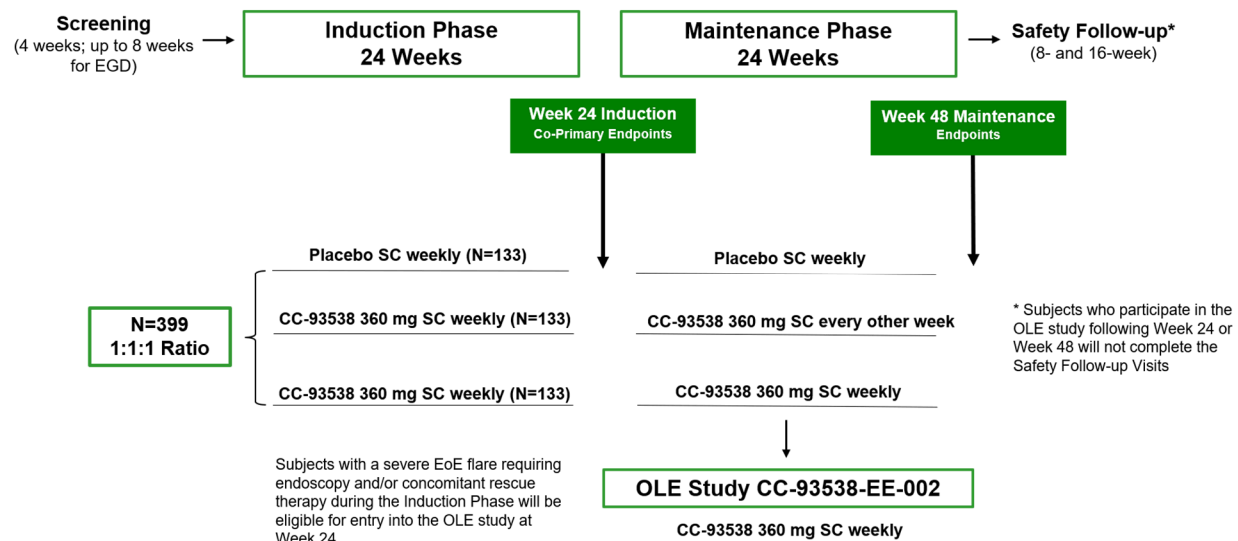 Screening
(4 weeks; up to 8 weeks
for EGD)
Induction Phase
24 Weeks
Maintenance Phase
24 Weeks
Safety Follow-up*
(8- and 16-week)
Week 24 Induction
Co-Primary Endpoints
Week 48 Maintenance
Endpoints
Placebo SC weekly (N=133)
Placebo SC weekly
N=399
1:1:1 Ratio
CC-93538 360 mg SC weekly (N=133)
CC-93538 360 mg SC every other week
CC-93538 360 mg SC weekly (N=133)
CC-93538 360 mg SC weekly
* Subjects who participate in the
OLE study following Week 24 or
Week 48 will not complete the
Safety Follow-up Visits
Subjects with a severe EoE flare requiring
endoscopy and/or concomitant rescue
therapy during the Induction Phase will be
eligible for entry into the OLE study at
Week 24
OLE Study CC-93538-EE-002
CC-93538 360 mg SC weekly